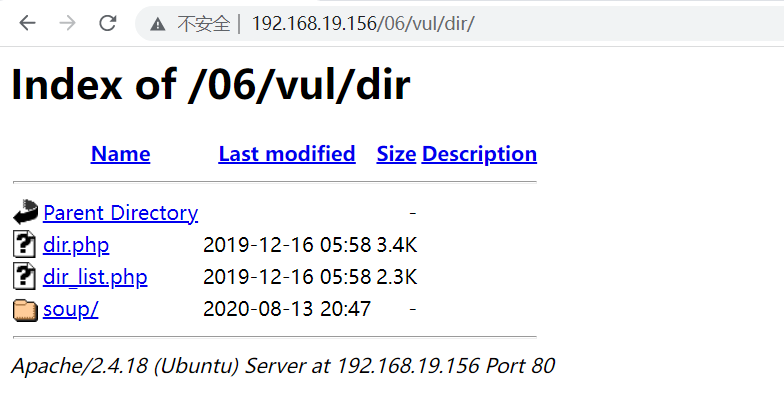 不安全 | 192.168.19.156/06/vul/dir/
Index of /06/vul/dir
Name Last modified Size Description
Parent Directory -
dir.php 2019-12-16 05:58 3.4K
dir_list.php 2019-12-16 05:58 2.3K
soup/ 2020-08-13 20:47 -
Apache/2.4.18 (Ubuntu) Server at 192.168.19.156 Port 80